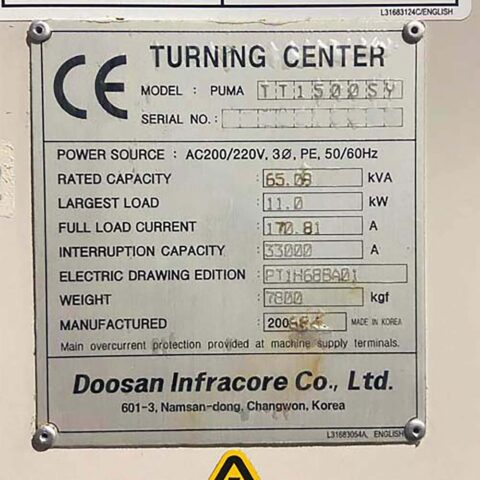 L31683124C/ENGLISH
CE TURNING CENTER
MODEL : PUMA TT1500SY
SERIAL NO. :
POWER SOURCE : AC200/220V, 3Ø, PE, 50/60Hz
RATED CAPACITY : 65.08 kVA
LARGEST LOAD : 11.0 kW
FULL LOAD CURRENT : 170.81 A
INTERRUPTION CAPACITY : 33000 A
ELECTRIC DRAWING EDITION : PT1H68BA01
WEIGHT : 7800 kgf
MANUFACTURED : MADE IN KOREA
Main overcurrent protection provided at machine supply terminals.
Doosan Infracore Co., Ltd.
601-3, Namsan-dong, Changwon, Korea
L31683054A, ENGLISH